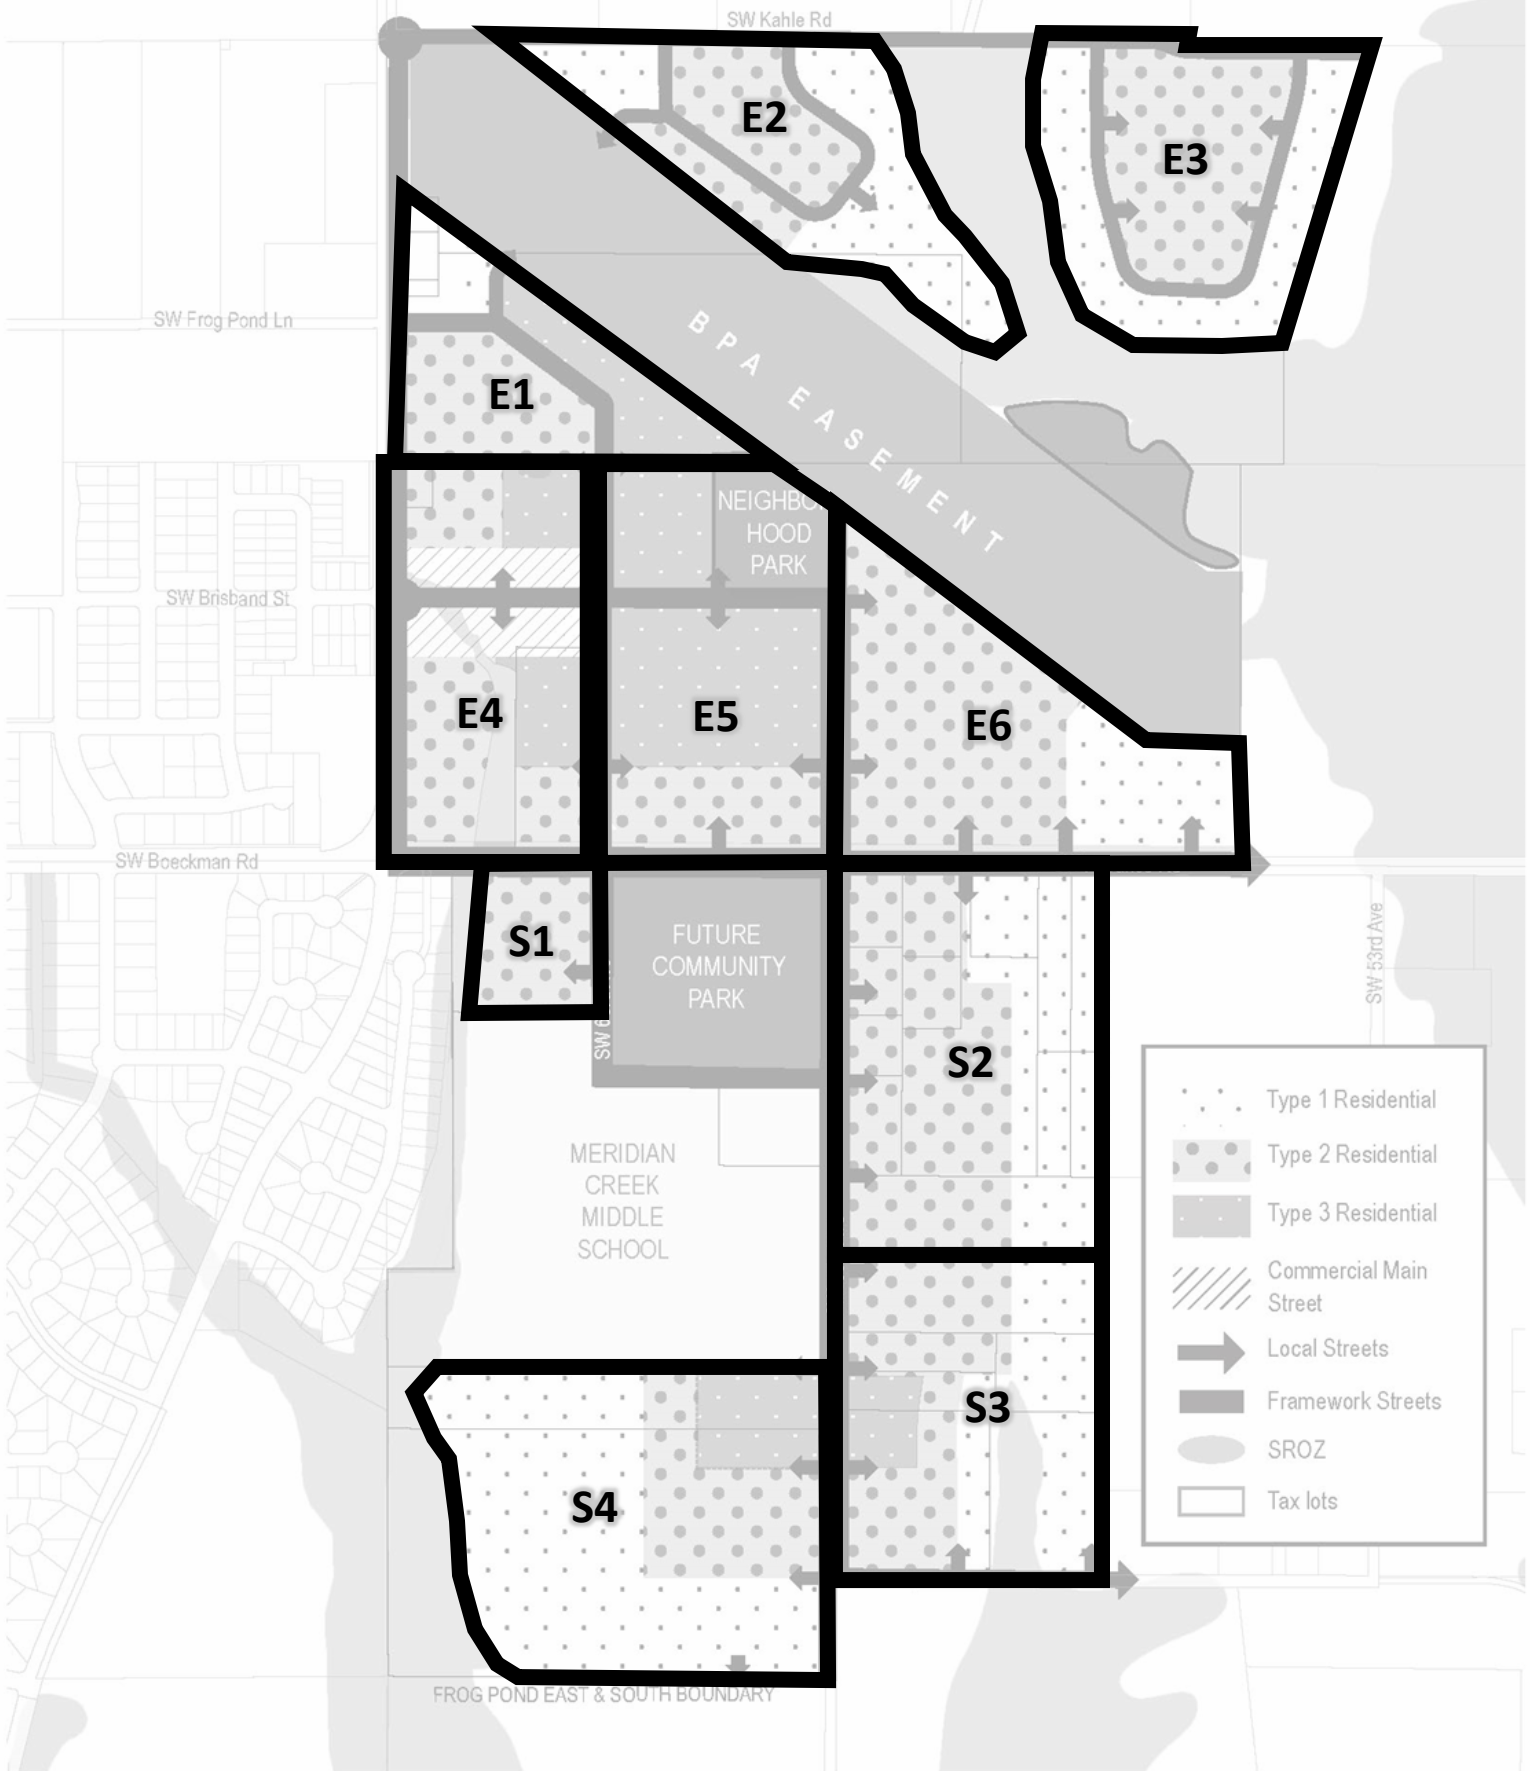 SW Kahle Rd
E2
E3
SW Frog Pond Ln
BPA EASEMENT
E1
NEIGHBO
HOOD
PARK
SW Brisband St
E4
E5
E6
SW Boeckman Rd
S1
FUTURE
COMMUNITY
PARK
SW 53rd Ave
SW 6
S2
MERIDIAN
CREEK
MIDDLE
SCHOOL
Type 1 Residential
Type 2 Residential
Type 3 Residential
Commercial Main
Street
Local Streets
Framework Streets
SROZ
Tax lots
S3
S4
FROG POND EAST & SOUTH BOUNDARY